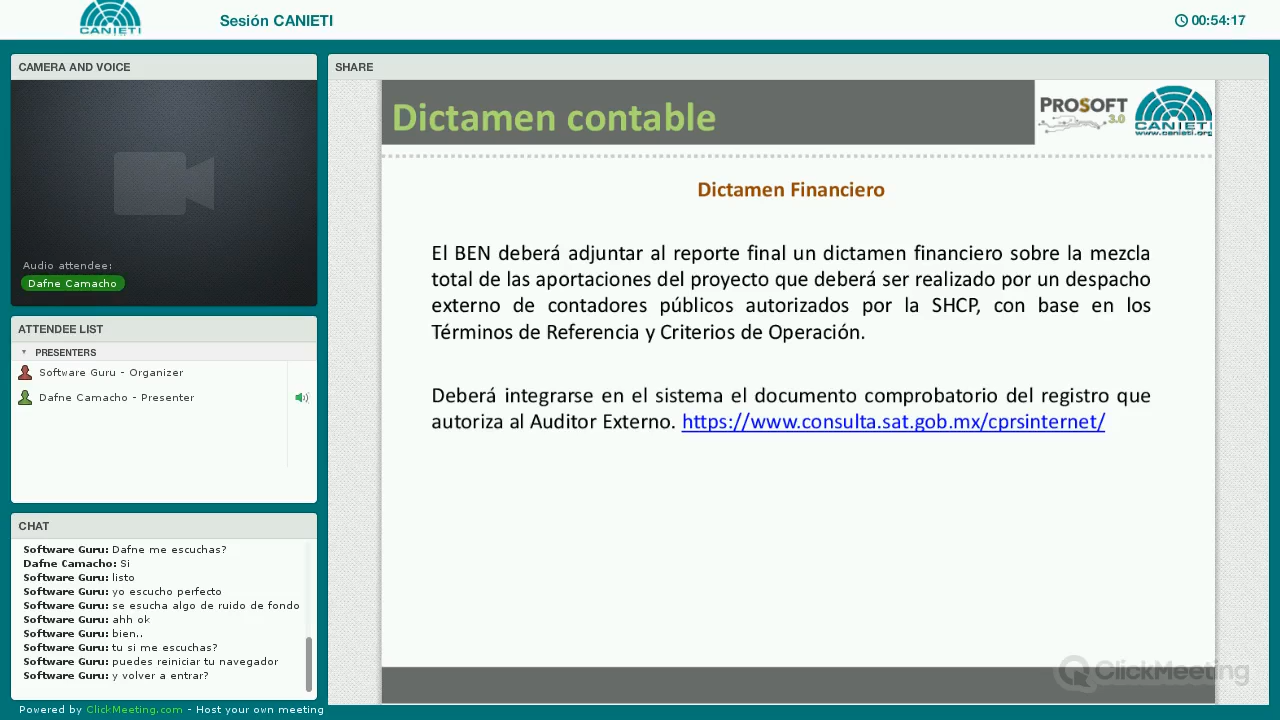 CANIETI
Sesión CANIETI
00:54:17
CAMERA AND VOICE
Audio attendee:
Dafne Camacho
ATTENDEE LIST
PRESENTERS
Software Guru - Organizer
Dafne Camacho - Presenter
CHAT
Software Guru: Dafne me escuchas?
Dafne Camacho: Si
Software Guru: listo
Software Guru: yo escucho perfecto
Software Guru: se esucha algo de ruido de fondo
Software Guru: ahh ok
Software Guru: bien..
Software Guru: tu si me escuchas?
Software Guru: puedes reiniciar tu navegador
Software Guru: y volver a entrar?
Powered by ClickMeeting.com - Host your own meeting
SHARE
Dictamen contable
PROSOFT
3.0
CANIETI
www.canieti.org
Dictamen Financiero
El BEN deberá adjuntar al reporte final un dictamen financiero sobre la mezcla
total de las aportaciones del proyecto que deberá ser realizado por un despacho
externo de contadores públicos autorizados por la SHCP, con base en los
Términos de Referencia y Criterios de Operación.
Deberá integrarse en el sistema el documento comprobatorio del registro que
autoriza al Auditor Externo. https://www.consulta.sat.gob.mx/cprsinternet/
ClickMeeting